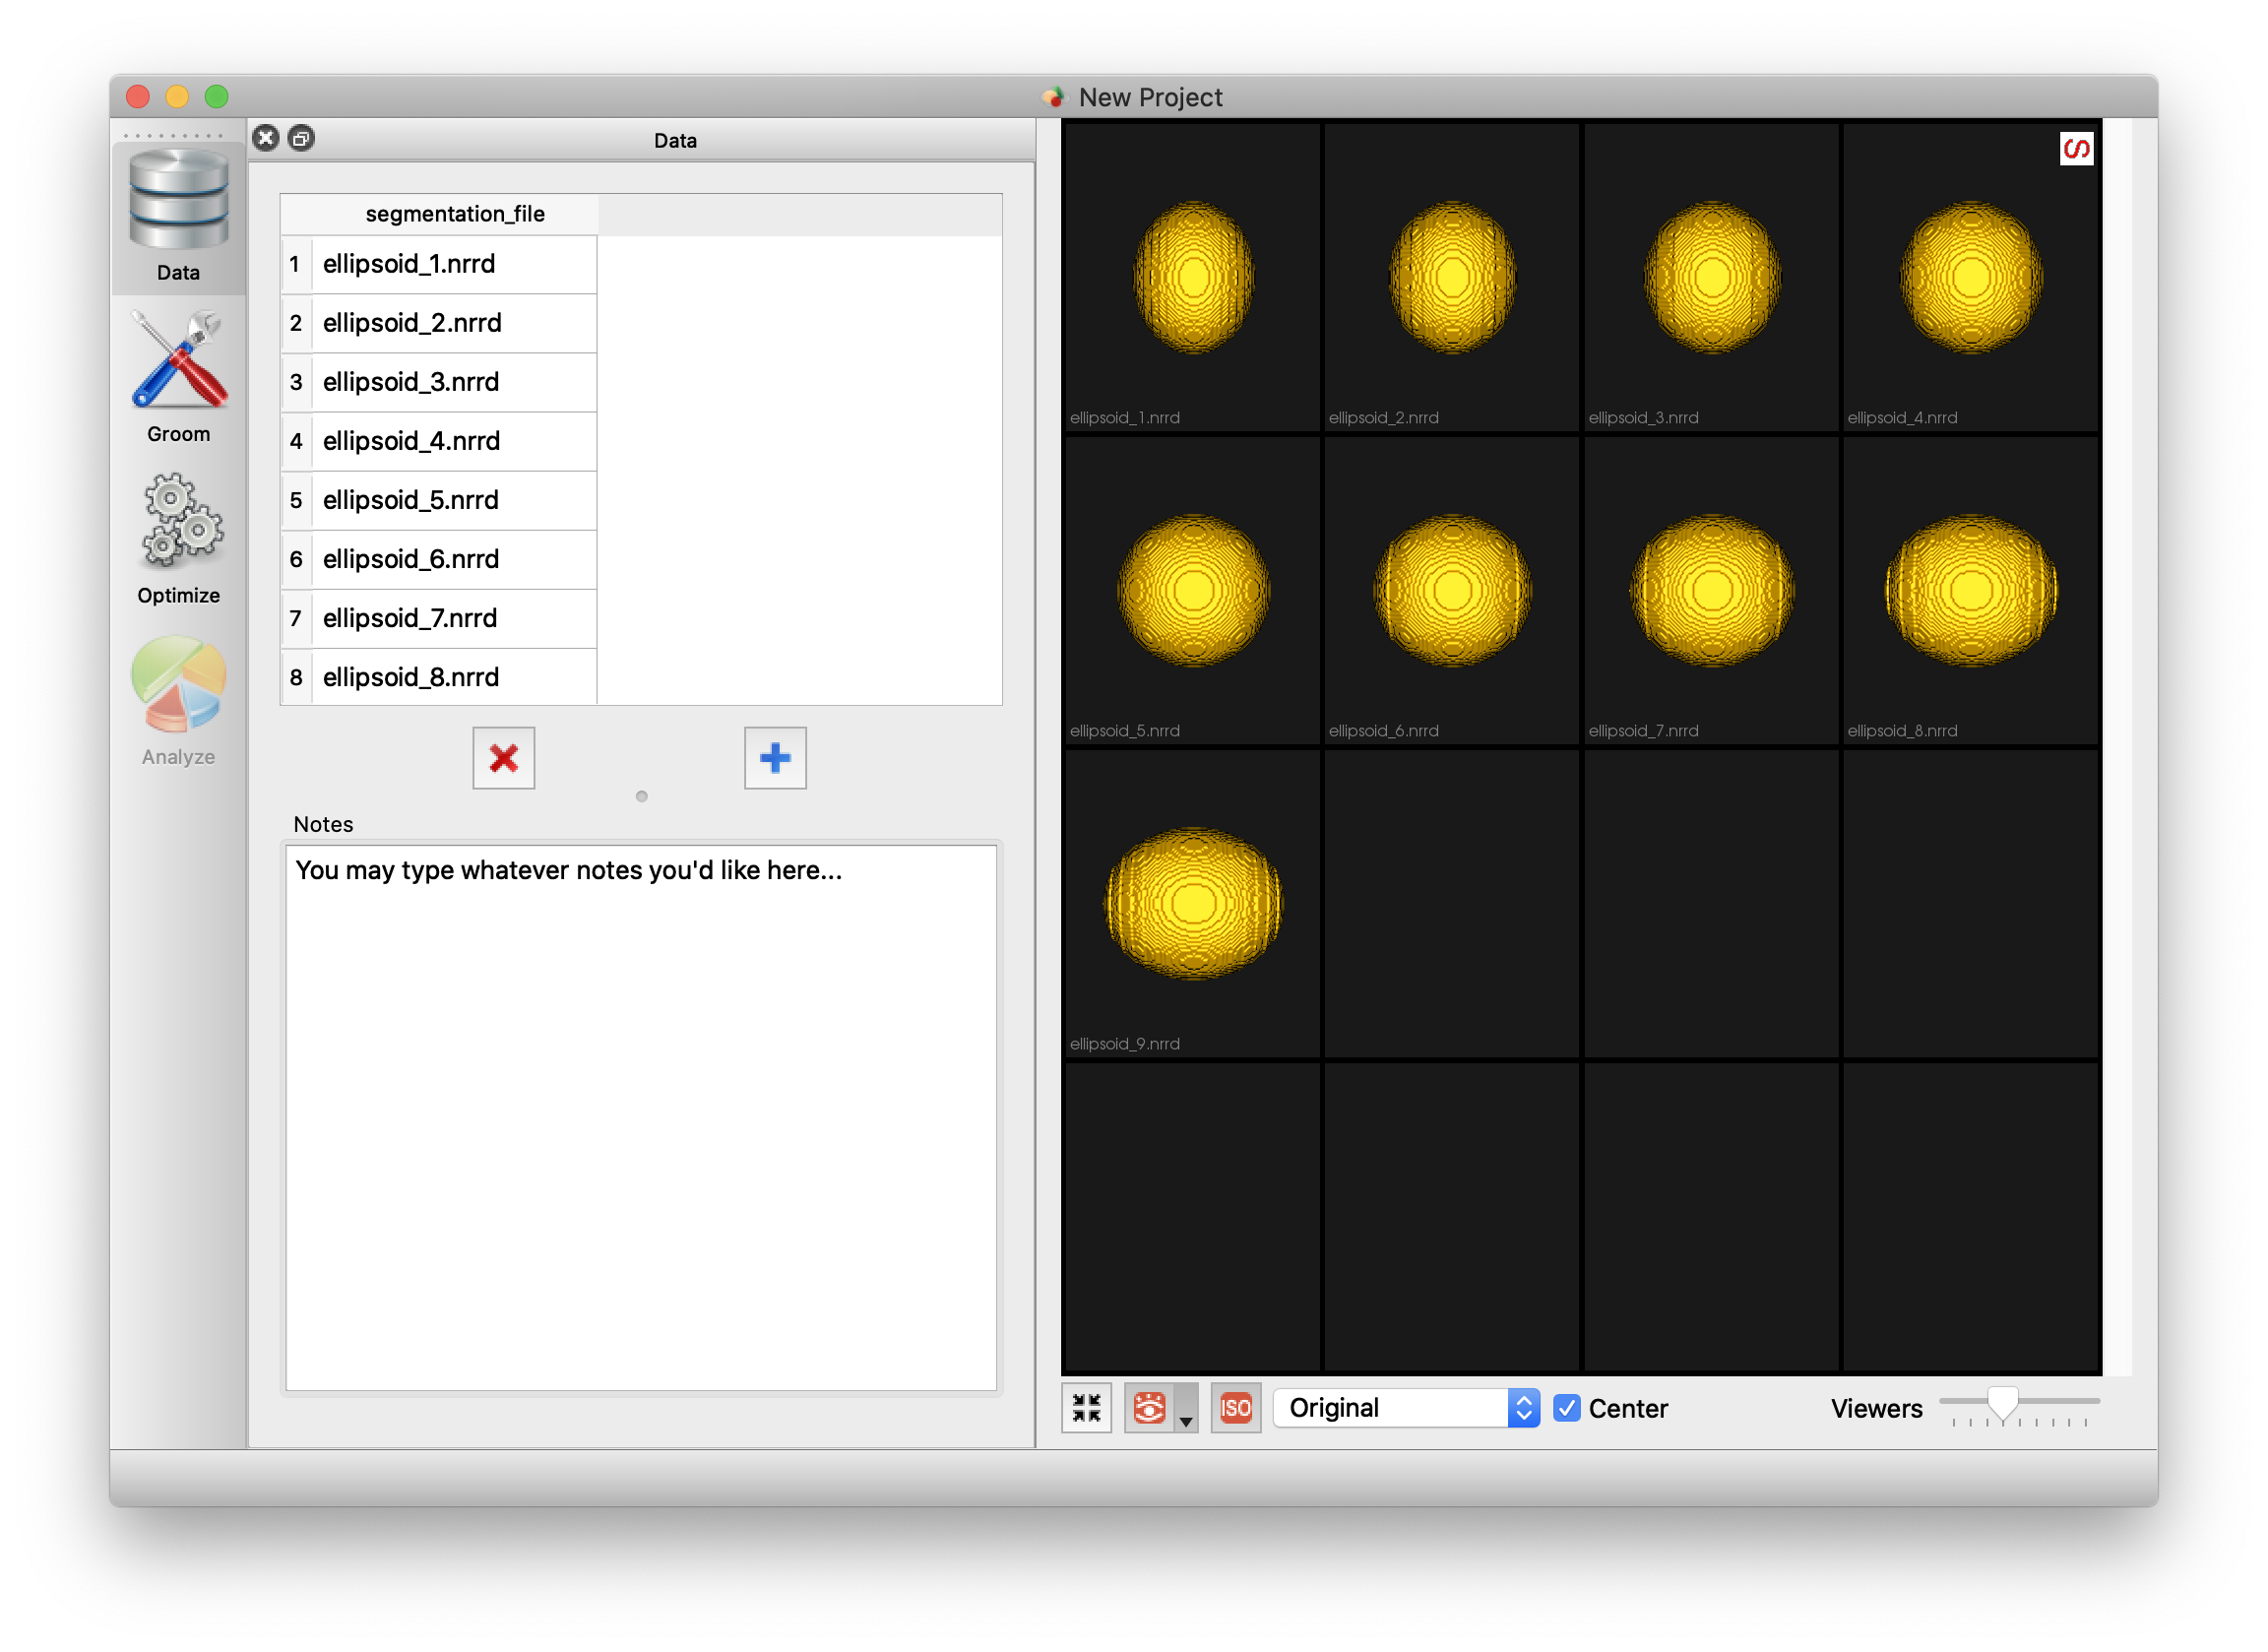 New Project
Data
Groom
Optimize
Analyze
Data
segmentation_file
1 ellipsoid_1.nrrd
2 ellipsoid_2.nrrd
3 ellipsoid_3.nrrd
4 ellipsoid_4.nrrd
5 ellipsoid_5.nrrd
6 ellipsoid_6.nrrd
7 ellipsoid_7.nrrd
8 ellipsoid_8.nrrd
Notes
You may type whatever notes you'd like here...
S
ellipsoid_1.nrrd
ellipsoid_2.nrrd
ellipsoid_3.nrrd
ellipsoid_4.nrrd
ellipsoid_5.nrrd
ellipsoid_6.nrrd
ellipsoid_7.nrrd
ellipsoid_8.nrrd
ellipsoid_9.nrrd
ISO
Original
Center
Viewers